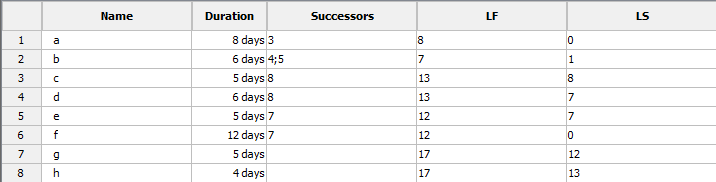 Name Duration Successors LF LS
1 a 8 days 3 8 0
2 b 6 days 4;5 7 1
3 c 5 days 8 13 8
4 d 6 days 8 13 7
5 e 5 days 7 12 7
6 f 12 days 7 12 0
7 g 5 days 17 12
8 h 4 days 17 13